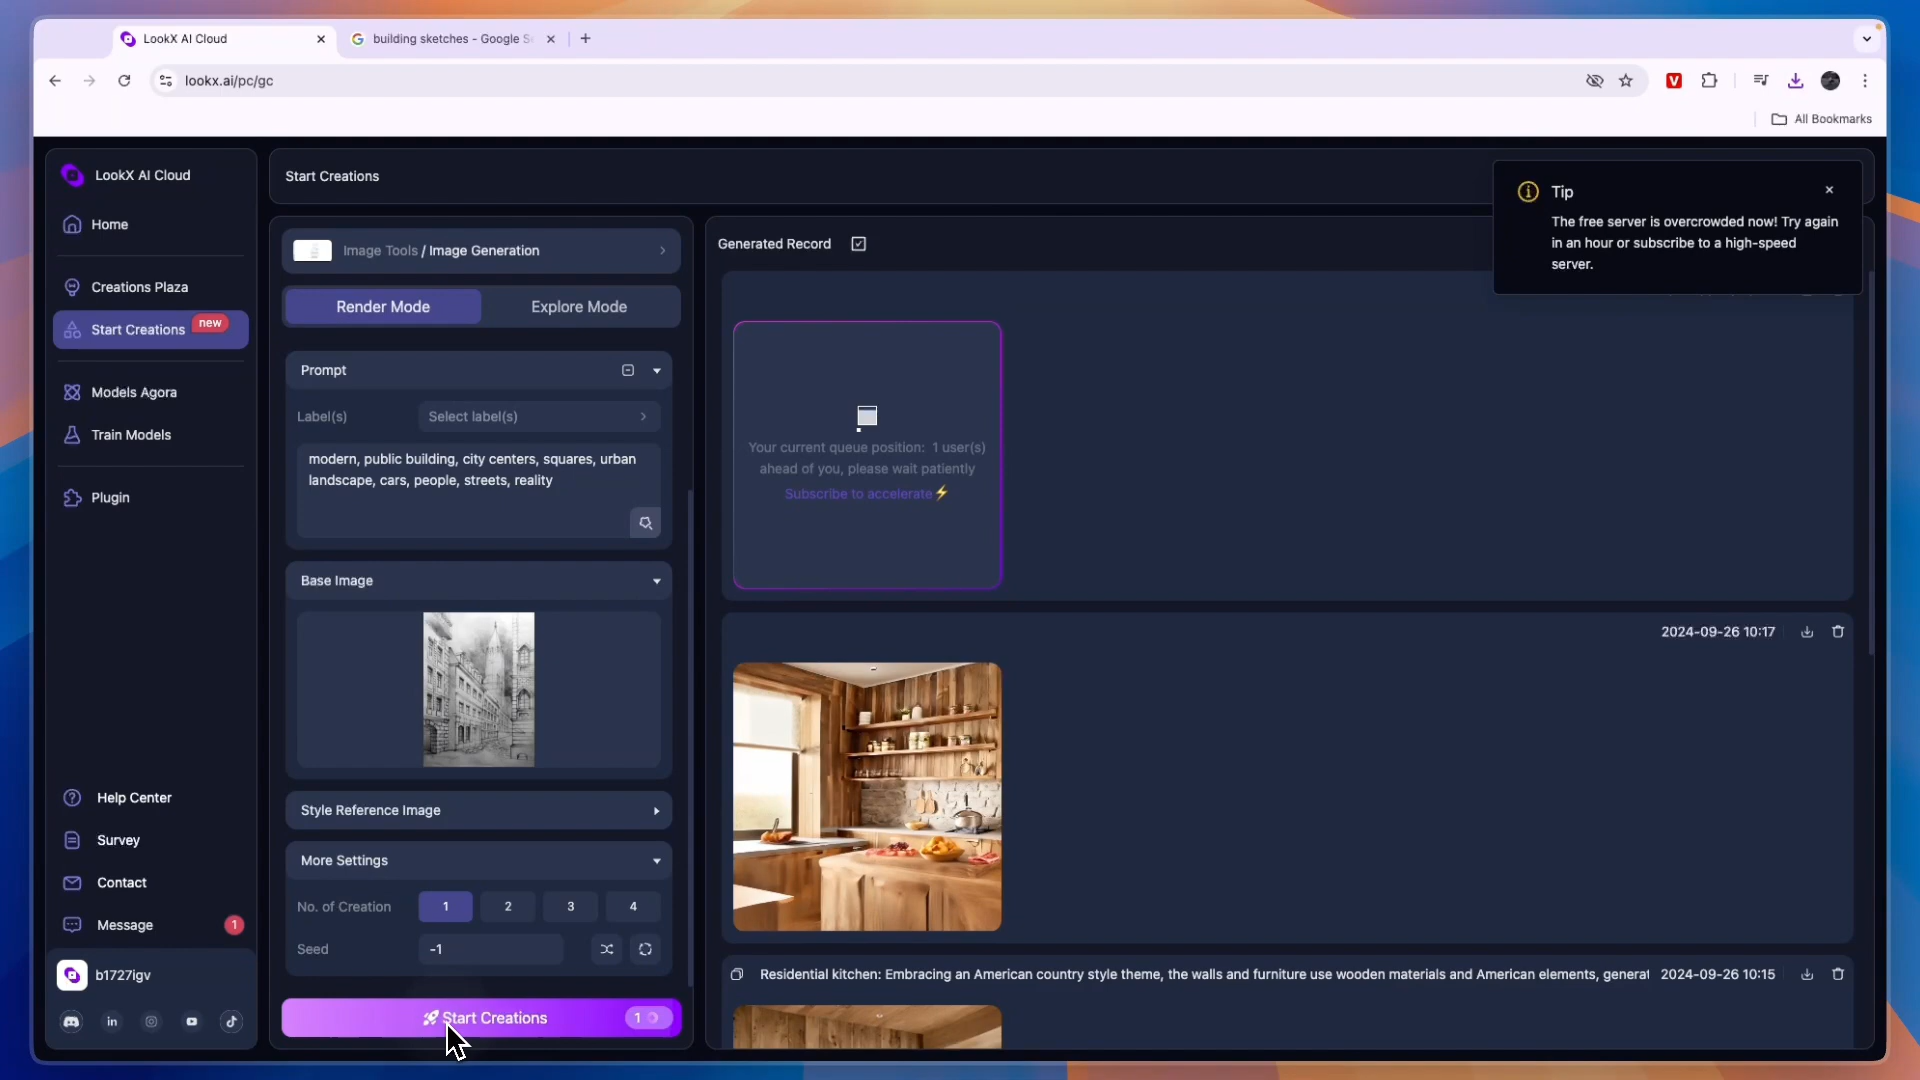 LookX AI Cloud
building sketches - Google Se
lookx.ai/pc/gc
All Bookmarks
LookX AI Cloud
Home
Creations Plaza
Start Creations
new
Models Agora
Train Models
Plugin
Help Center
Survey
Contact
Message
1
b1727igv
Start Creations
Image Tools / Image Generation
Render Mode
Explore Mode
Prompt
Label(s)
Select label(s)
modern, public building, city centers, squares, urban
landscape, cars, people, streets, reality
Base Image
Style Reference Image
More Settings
No. of Creation
1
2
3
4
Seed
-1
Start Creations
1
Generated Record
Your current queue position: 1 user(s)
ahead of you, please wait patiently
Subscribe to accelerate⚡
2024-09-26 10:17
Residential kitchen: Embracing an American country style theme, the walls and furniture use wooden materials and American elements, generat
2024-09-26 10:15
Tip
The free server is overcrowded now! Try again
in an hour or subscribe to a high-speed
server.